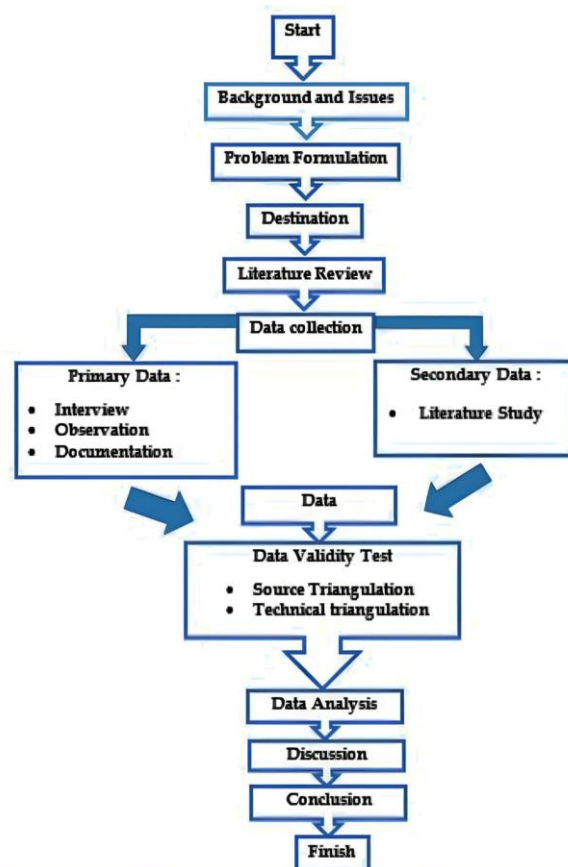 Start
Background and Issues
Problem Formulation
Destination
Literature Review
Data collection
Primary Data :
• Interview
• Observation
• Documentation
Secondary Data :
• Literature Study
Data
Data Validity Test
• Source Triangulation
• Technical triangulation
Data Analysis
Discussion
Conclusion
Finish